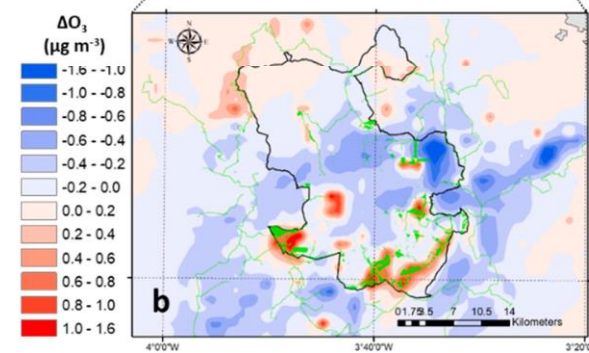 ΔO3
(µg m-3)
-1.6 - -1.0
-1.0 - -0.8
-0.8 - -0.6
-0.6 - -0.4
-0.4 - -0.2
-0.2 - 0.0
0.0 - 0.2
0.2 - 0.4
0.4 - 0.6
0.6 - 0.8
0.8 - 1.0
1.0 - 1.6
N
E
S
b
01.753.5 7 10.5 14
Kilometers
4°0'0"W 3°40'0"W 3°20'